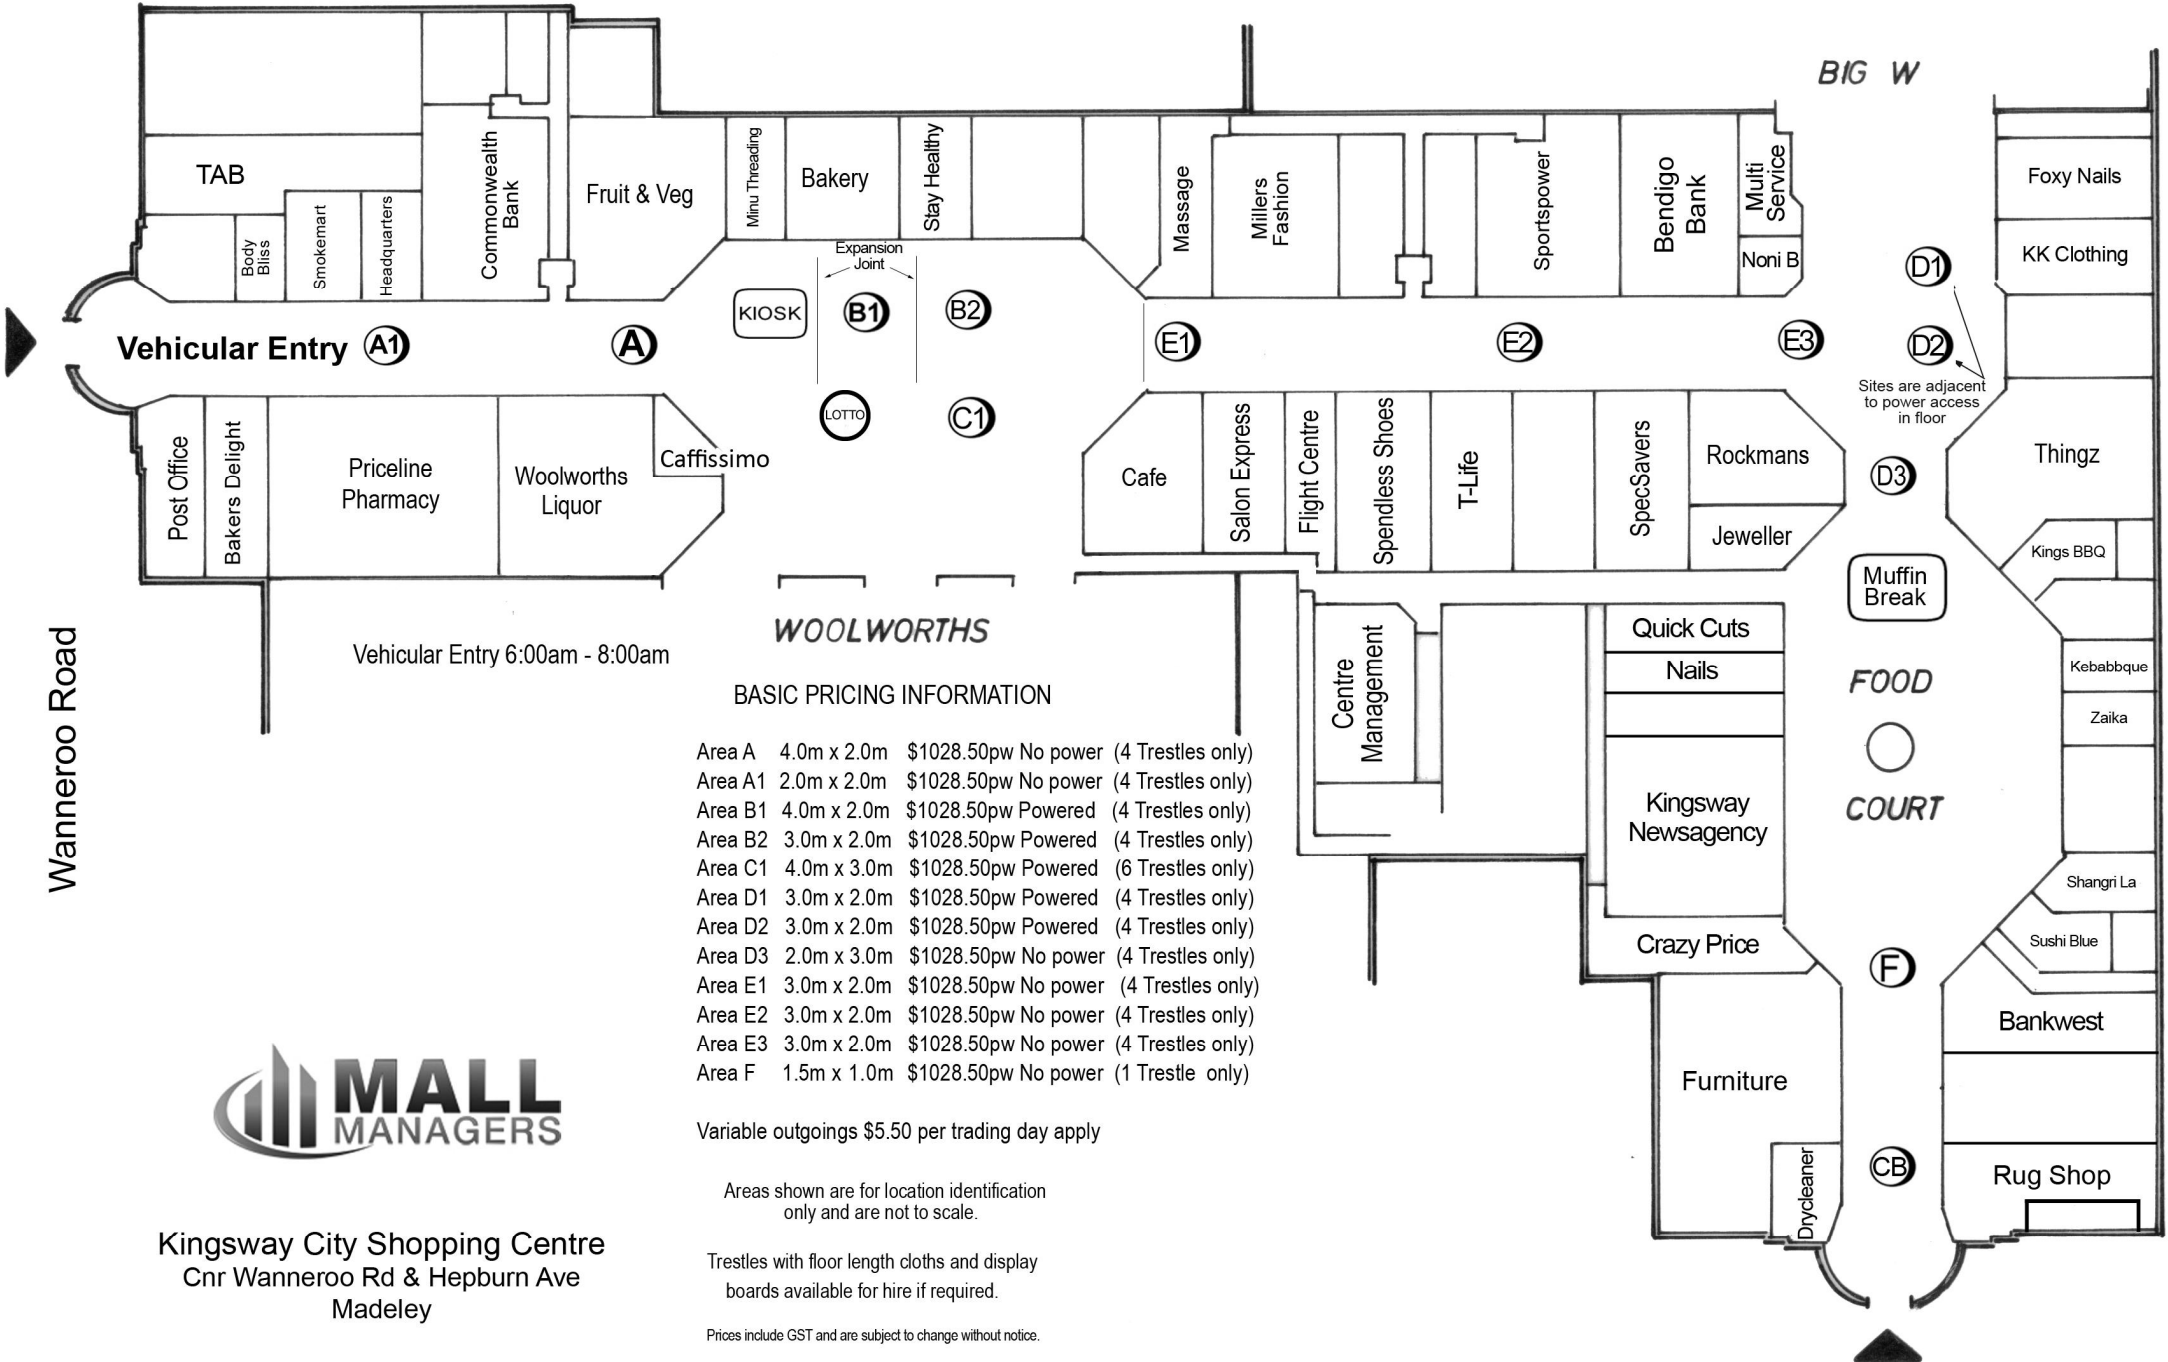 BIG W
TAB
Body
Bliss
Smokemart
Headquarters
Commonwealth
Bank
Fruit & Veg
Minu Threading
Bakery
Stay Healthy
Massage
Millers
Fashion
Sportspower
Bendigo
Bank
Multi
Service
Noni B
Foxy Nails
KK Clothing
Expansion
Joint
KIOSK
B1
B2
D1
Vehicular Entry
A1
A
E1
E2
E3
D2
Sites are adjacent
to power access
in floor
LOTTO
C1
D3
Post Office
Bakers Delight
Priceline
Pharmacy
Woolworths
Liquor
Caffissimo
Cafe
Salon Express
Flight Centre
Spendless Shoes
T-Life
SpecSavers
Rockmans
Jeweller
Thingz
Kings BBQ
Muffin
Break
WOOLWORTHS
Centre
Management
Quick Cuts
Nails
Kingsway
Newsagency
Crazy Price
FOOD
COURT
Kebabbque
Zaika
Shangri La
Sushi Blue
F
Bankwest
Furniture
Drycleaner
CB
Rug Shop
Wanneroo Road
Vehicular Entry 6:00am - 8:00am
BASIC PRICING INFORMATION
Area A 4.0m x 2.0m $1028.50pw No power (4 Trestles only)
Area A1 2.0m x 2.0m $1028.50pw No power (4 Trestles only)
Area B1 4.0m x 2.0m $1028.50pw Powered (4 Trestles only)
Area B2 3.0m x 2.0m $1028.50pw Powered (4 Trestles only)
Area C1 4.0m x 3.0m $1028.50pw Powered (6 Trestles only)
Area D1 3.0m x 2.0m $1028.50pw Powered (4 Trestles only)
Area D2 3.0m x 2.0m $1028.50pw Powered (4 Trestles only)
Area D3 2.0m x 3.0m $1028.50pw No power (4 Trestles only)
Area E1 3.0m x 2.0m $1028.50pw No power (4 Trestles only)
Area E2 3.0m x 2.0m $1028.50pw No power (4 Trestles only)
Area E3 3.0m x 2.0m $1028.50pw No power (4 Trestles only)
Area F 1.5m x 1.0m $1028.50pw No power (1 Trestle only)
Variable outgoings $5.50 per trading day apply
Areas shown are for location identification
only and are not to scale.
Trestles with floor length cloths and display
boards available for hire if required.
Prices include GST and are subject to change without notice.
MALL
MANAGERS
Kingsway City Shopping Centre
Cnr Wanneroo Rd & Hepburn Ave
Madeley